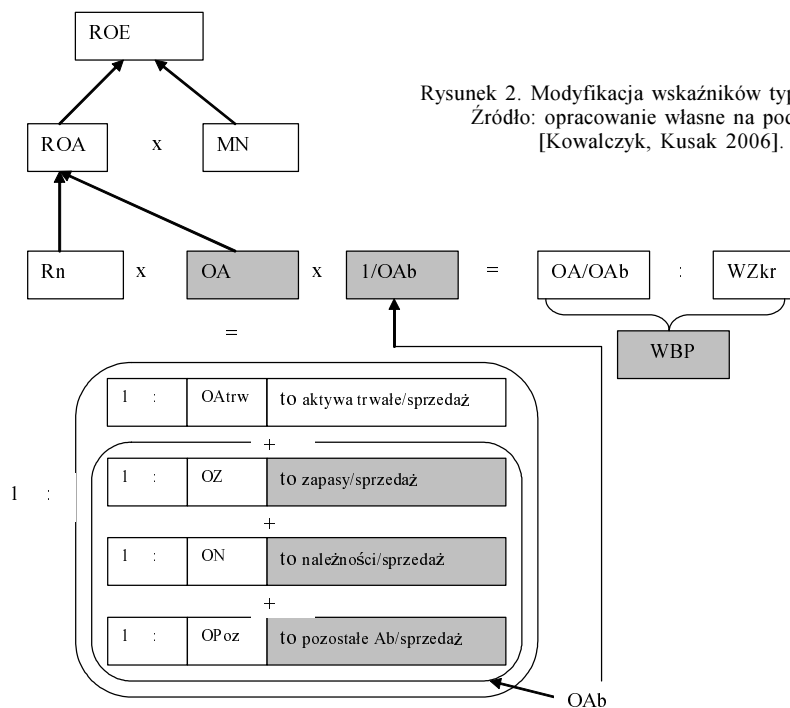 ROE
Rysunek 2. Modyfikacja wskaźników typ
Źródło: opracowanie własne na pod
[Kowalczyk, Kusak 2006].
ROA x MN
Rn x OA x 1/OAb = OA/OAb : WZkr
=
WBP
1 : OAtrw to aktywa trwałe/sprzedaż
+
1 : OZ to zapasy/sprzedaż
1 :
+
1 : ON to należności/sprzedaż
+
1 : OPoz to pozostałe Ab/sprzedaż
OAb